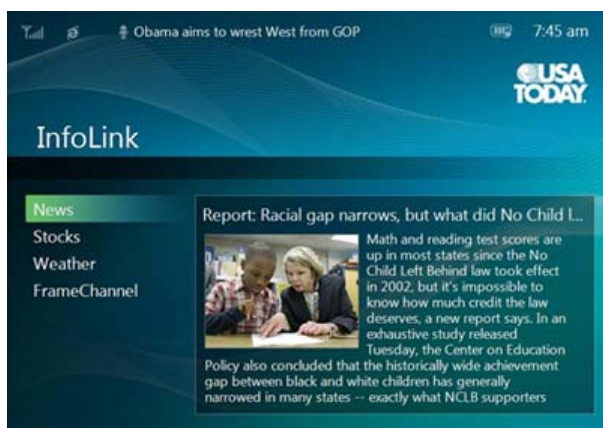 Obama aims to wrest West from GOP
7:45 am
USA
TODAY.
InfoLink
News
Stocks
Weather
FrameChannel
Report: Racial gap narrows, but what did No Child l...
Math and reading test scores are
up in most states since the No
Child Left Behind law took effect
in 2002, but it's impossible to
know how much credit the law
deserves, a new report says. In an
exhaustive study released
Tuesday, the Center on Education
Policy also concluded that the historically wide achievement
gap between black and white children has generally
narrowed in many states -- exactly what NCLB supporters